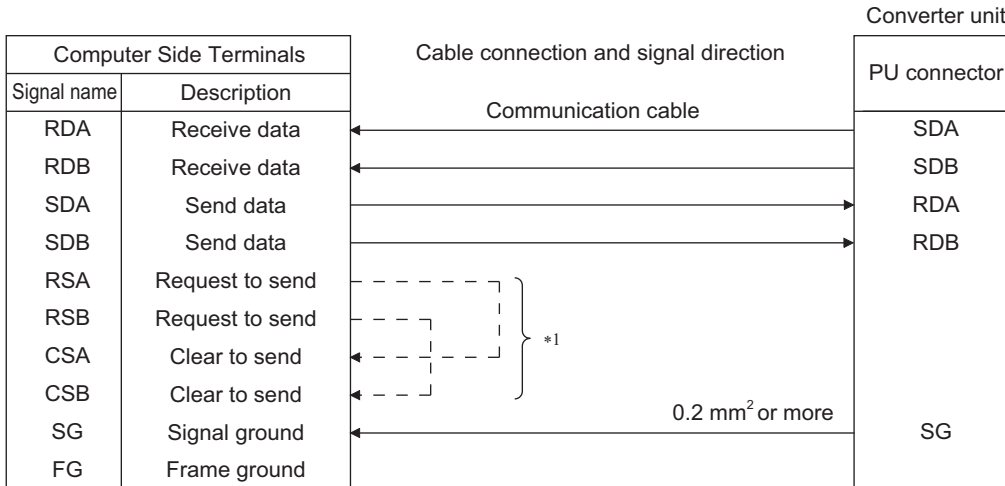 Converter unit
Computer Side Terminals
Cable connection and signal direction
PU connector
Signal name
Description
Communication cable
RDA Receive data SDA
RDB Receive data SDB
SDA Send data RDA
SDB Send data RDB
RSA Request to send
RSB Request to send
*1
CSA Clear to send
CSB Clear to send
0.2 mm² or more
SG Signal ground SG
FG Frame ground